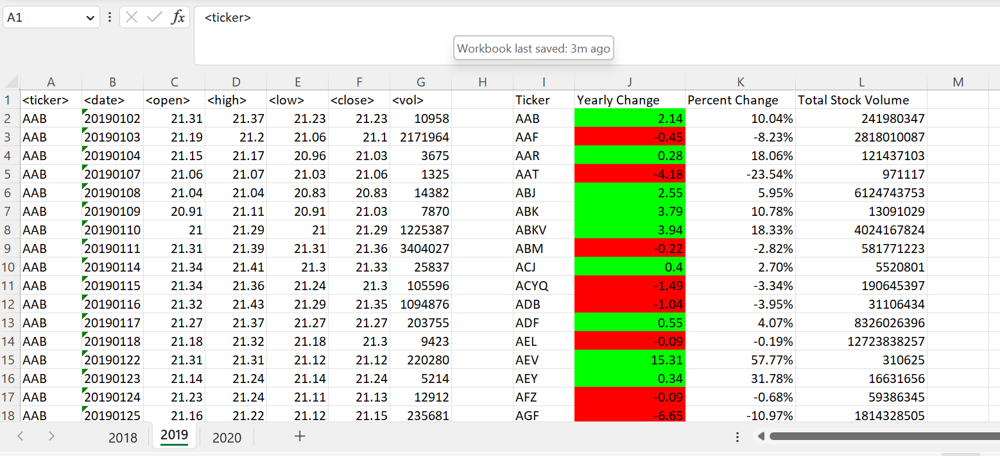 A1 fx <ticker>
Workbook last saved: 3m ago
A B C D E F G H I J K L M
1 <ticker> <date> <open> <high> <low> <close> <vol> Ticker Yearly Change Percent Change Total Stock Volume
2 AAB 20190102 21.31 21.37 21.23 21.23 10958 AAB 2.14 10.04% 241980347
3 AAB 20190103 21.19 21.2 21.06 21.1 2171964 AAF -0.45 -8.23% 2818010087
4 AAB 20190104 21.15 21.17 20.96 21.03 3675 AAR 0.28 18.06% 121437103
5 AAB 20190107 21.06 21.07 21.03 21.06 1325 AAT -4.18 -23.54% 971117
6 AAB 20190108 21.04 21.04 20.83 20.83 14382 ABJ 2.55 5.95% 6124743753
7 AAB 20190109 20.91 21.11 20.91 21.03 7870 ABK 3.79 10.78% 13091029
8 AAB 20190110 21 21.29 21 21.29 1225387 ABKV 3.94 18.33% 4024167824
9 AAB 20190111 21.31 21.39 21.31 21.36 3404027 ABM -0.22 -2.82% 581771223
10 AAB 20190114 21.34 21.41 21.3 21.33 25837 ACJ 0.4 2.70% 5520801
11 AAB 20190115 21.34 21.36 21.24 21.3 105596 ACYQ -1.49 -3.34% 190645397
12 AAB 20190116 21.32 21.43 21.29 21.35 1094876 ADB -1.04 -3.95% 31106434
13 AAB 20190117 21.27 21.37 21.27 21.27 203755 ADF 0.55 4.07% 8326026396
14 AAB 20190118 21.18 21.32 21.18 21.3 9423 AEL -0.09 -0.19% 12723838257
15 AAB 20190122 21.31 21.31 21.12 21.12 220280 AEV 15.31 57.77% 310625
16 AAB 20190123 21.14 21.24 21.14 21.24 5214 AEY 0.34 31.78% 16631656
17 AAB 20190124 21.23 21.24 21.11 21.13 12912 AFZ -0.09 -0.68% 59386345
18 AAB 20190125 21.16 21.22 21.12 21.15 235681 AGF -6.65 -10.97% 1814328505
2018 2019 2020 +